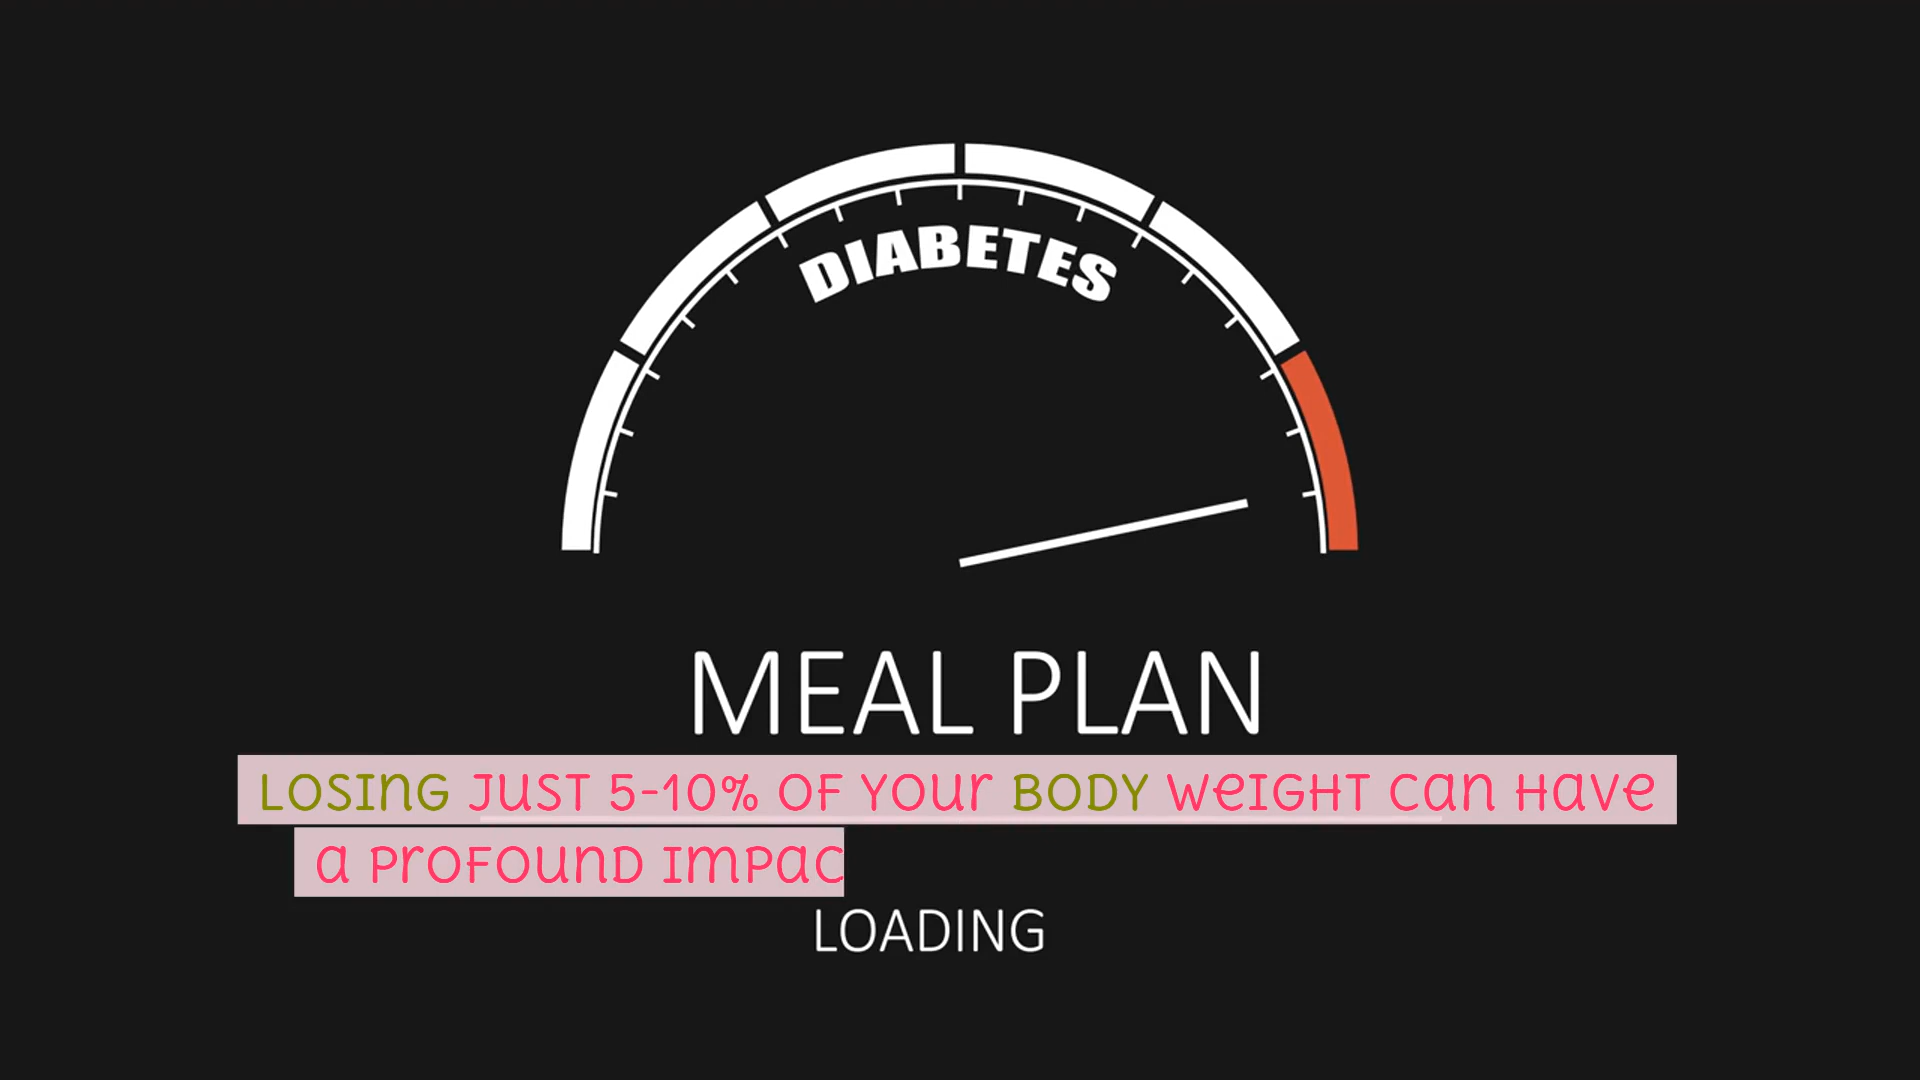 DIABETES
MEAL PLAN
LOSING JUST 5-10% OF YOUR BODY WEIGHT CAN HAVE
A PROFOUND IMPAC
LOADING